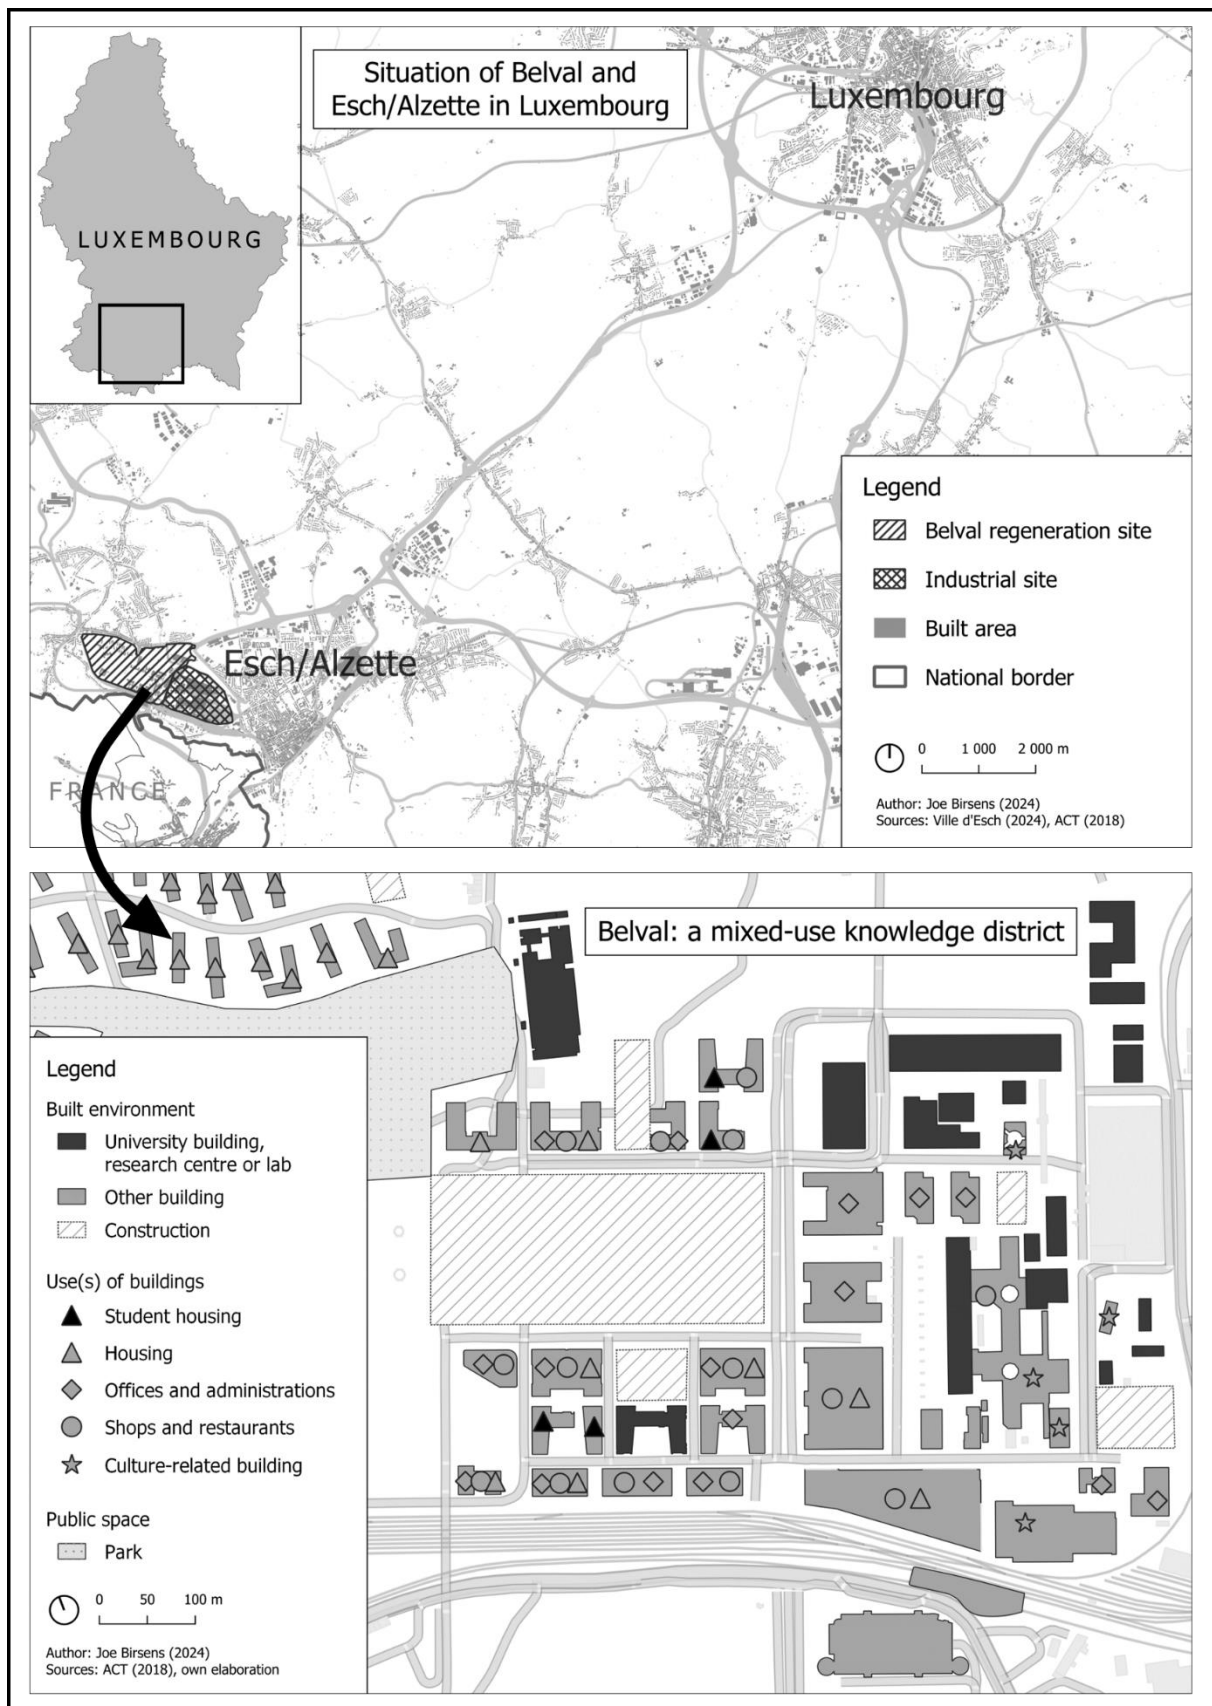 Situation of Belval and
Esch/Alzette in Luxembourg
Luxembourg
LUXEMBOURG
Esch/Alzette
FRANCE
Legend
Belval regeneration site
Industrial site
Built area
National border
0 1 000 2 000 m
Author: Joe Birsens (2024)
Sources: Ville d'Esch (2024), ACT (2018)
Belval: a mixed-use knowledge district
Legend
Built environment
University building,
research centre or lab
Other building
Construction
Use(s) of buildings
Student housing
Housing
Offices and administrations
Shops and restaurants
Culture-related building
Public space
Park
0 50 100 m
Author: Joe Birsens (2024)
Sources: ACT (2018), own elaboration